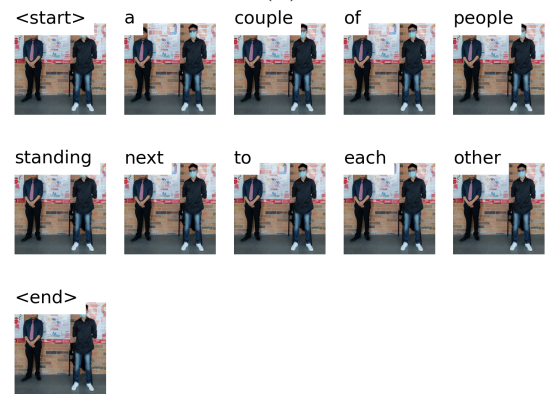 <start> a couple of people
standing next to each other
<end>